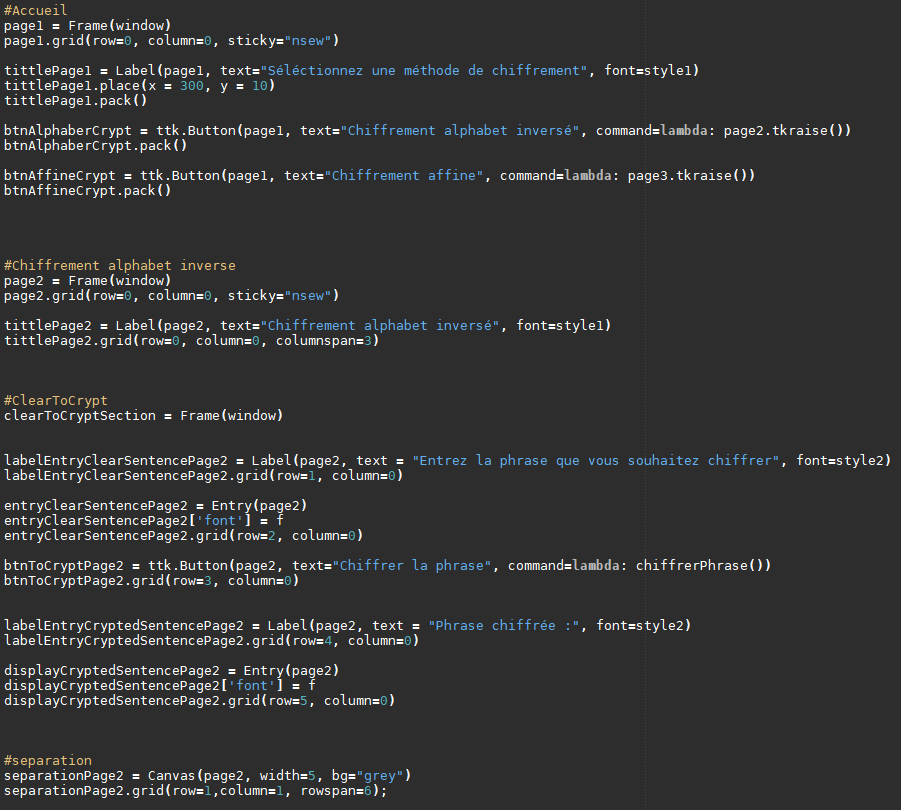 #Accueil
page1 = Frame(window)
page1.grid(row=0, column=0, sticky="nsew")
tittlePage1 = Label(page1, text="Séléctionnez une méthode de chiffrement", font=style1)
tittlePage1.place(x = 300, y = 10)
tittlePage1.pack()
btnAlphaberCrypt = ttk.Button(page1, text="Chiffrement alphabet inversé", command=lambda: page2.tkraise())
btnAlphaberCrypt.pack()
btnAffineCrypt = ttk.Button(page1, text="Chiffrement affine", command=lambda: page3.tkraise())
btnAffineCrypt.pack()
#Chiffrement alphabet inverse
page2 = Frame(window)
page2.grid(row=0, column=0, sticky="nsew")
tittlePage2 = Label(page2, text="Chiffrement alphabet inversé", font=style1)
tittlePage2.grid(row=0, column=0, columnspan=3)
#ClearToCrypt
clearToCryptSection = Frame(window)
labelEntryClearSentencePage2 = Label(page2, text = "Entrez la phrase que vous souhaitez chiffrer", font=style2)
labelEntryClearSentencePage2.grid(row=1, column=0)
entryClearSentencePage2 = Entry(page2)
entryClearSentencePage2['font'] = f
entryClearSentencePage2.grid(row=2, column=0)
btnToCryptPage2 = ttk.Button(page2, text="Chiffrer la phrase", command=lambda: chiffrerPhrase())
btnToCryptPage2.grid(row=3, column=0)
labelEntryCryptedSentencePage2 = Label(page2, text = "Phrase chiffrée :", font=style2)
labelEntryCryptedSentencePage2.grid(row=4, column=0)
displayCryptedSentencePage2 = Entry(page2)
displayCryptedSentencePage2['font'] = f
displayCryptedSentencePage2.grid(row=5, column=0)
#separation
separationPage2 = Canvas(page2, width=5, bg="grey")
separationPage2.grid(row=1,column=1, rowspan=6);